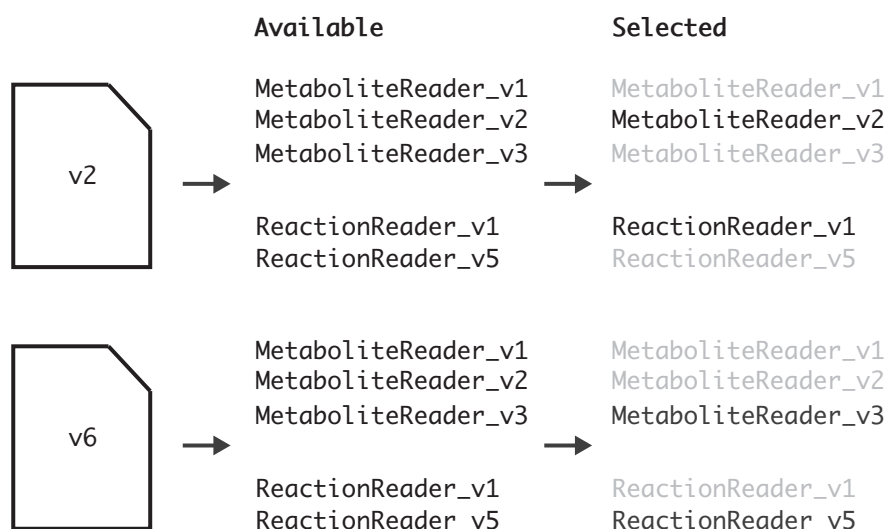 Available Selected
MetaboliteReader_v1 MetaboliteReader_v1
MetaboliteReader_v2 MetaboliteReader_v2
MetaboliteReader_v3 MetaboliteReader_v3
v2
ReactionReader_v1 ReactionReader_v1
ReactionReader_v5 ReactionReader_v5
MetaboliteReader_v1 MetaboliteReader_v1
MetaboliteReader_v2 MetaboliteReader_v2
MetaboliteReader_v3 MetaboliteReader_v3
v6
ReactionReader_v1 ReactionReader_v1
ReactionReader_v5 ReactionReader_v5